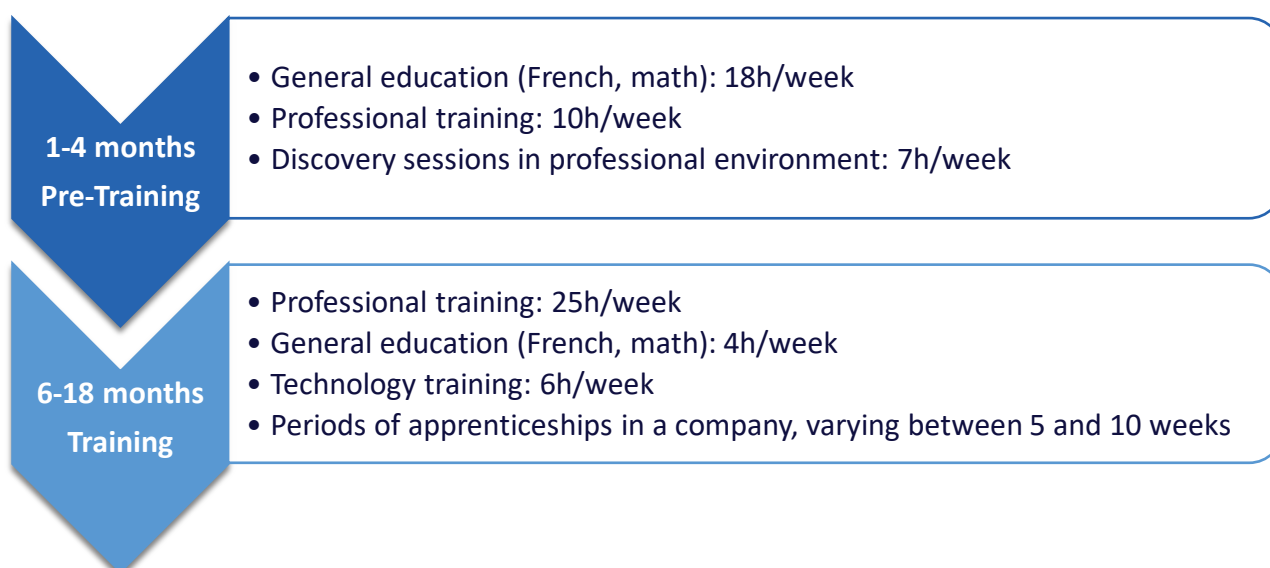 1-4 months
Pre-Training
• General education (French, math): 18h/week
• Professional training: 10h/week
• Discovery sessions in professional environment: 7h/week
6-18 months
Training
• Professional training: 25h/week
• General education (French, math): 4h/week
• Technology training: 6h/week
• Periods of apprenticeships in a company, varying between 5 and 10 weeks